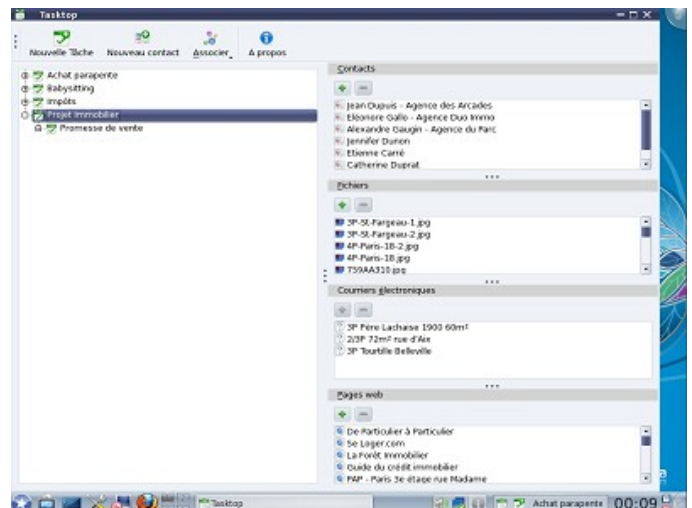 Tasktop
Nouvelle Tâche Nouveau contact Associer A propos
Achat parapente
Babysitting
Impôts
Projet Immobilier
Promesse de vente
Contacts
Jean Dupuis - Agence des Arcades
Eléonore Gallo - Agence Duo Immo
Alexandre Gaugin - Agence du Parc
Jennifer Dunon
Etienne Carré
Catherine Duprat
Fichiers
3P-St-Fargeau-1.jpg
3P-St-Fargeau-2.jpg
4P-Paris-18-2.jpg
4P-Paris-18.jpg
759AA310.jpg
Courriers électroniques
3P Père Lachaise 1900 60m²
2/3P 72m² rue d'Aix
3P Tourtille Belleville
Pages web
De Particulier à Particulier
Se Loger.com
La Forêt Immobilier
Guide du crédit immobilier
PAP - Paris 3e étage rue Madame
Tasktop
Achat parapente
00:09